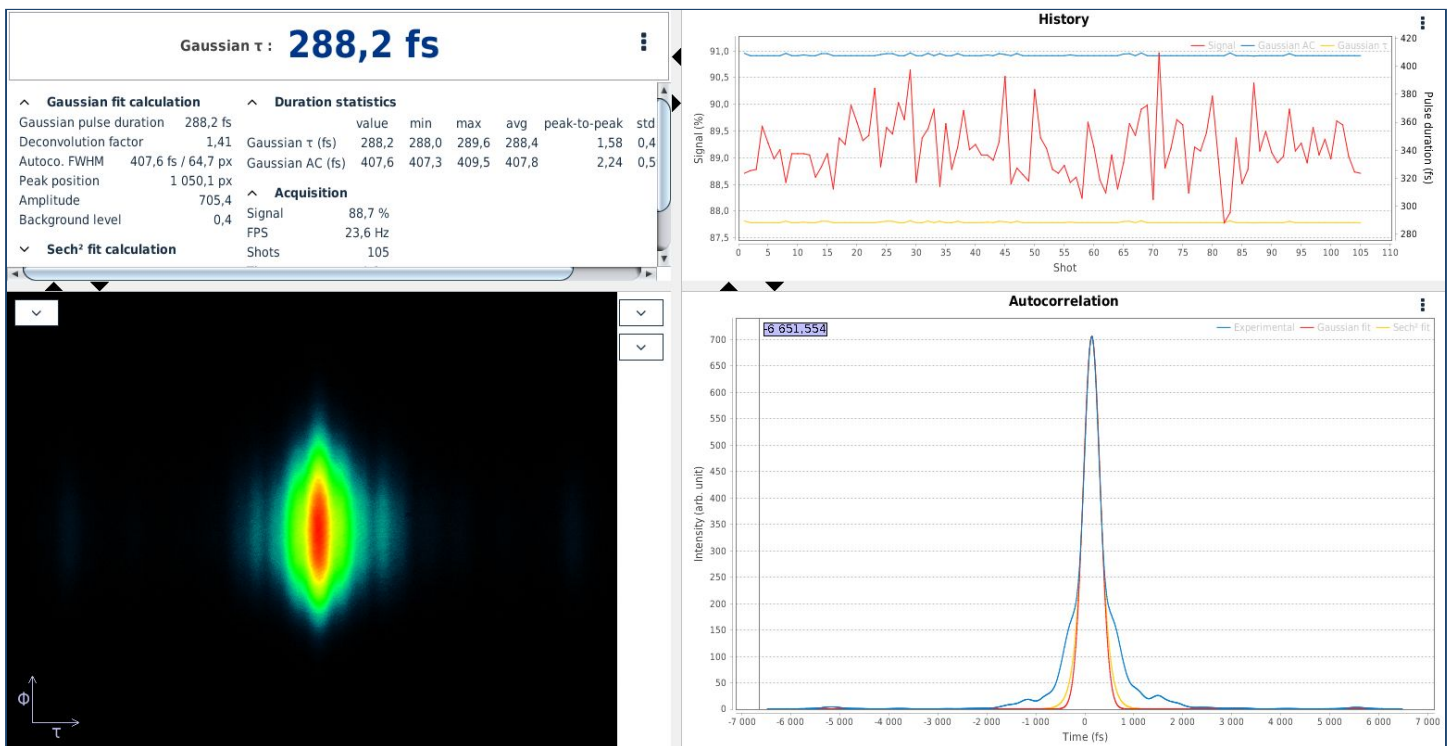 Gaussian τ : 288,2 fs
Gaussian fit calculation
Gaussian pulse duration 288,2 fs
Deconvolution factor 1,41
Autoco. FWHM 407,6 fs / 64,7 px
Peak position 1 050,1 px
Amplitude 705,4
Background level 0,4
Sech² fit calculation
Duration statistics
value min max avg peak-to-peak std
Gaussian τ (fs) 288,2 288,0 289,6 288,4 1,58 0,4
Gaussian AC (fs) 407,6 407,3 409,5 407,8 2,24 0,5
Acquisition
Signal 88,7 %
FPS 23,6 Hz
Shots 105
History
Signal Gaussian AC Gaussian τ
Signal (%)
91,0
90,5
90,0
89,5
89,0
88,5
88,0
87,5
420
400
380
360
340
320
300
280
Pulse duration (fs)
0 5 10 15 20 25 30 35 40 45 50 55 60 65 70 75 80 85 90 95 100 105 110
Shot
Φ
τ
Autocorrelation
-6 651,554
Experimental Gaussian fit Sech² fit
Intensity (arb. unit)
700
650
600
550
500
450
400
350
300
250
200
150
100
50
0
-7 000 -6 000 -5 000 -4 000 -3 000 -2 000 -1 000 0 1 000 2 000 3 000 4 000 5 000 6 000 7 000
Time (fs)